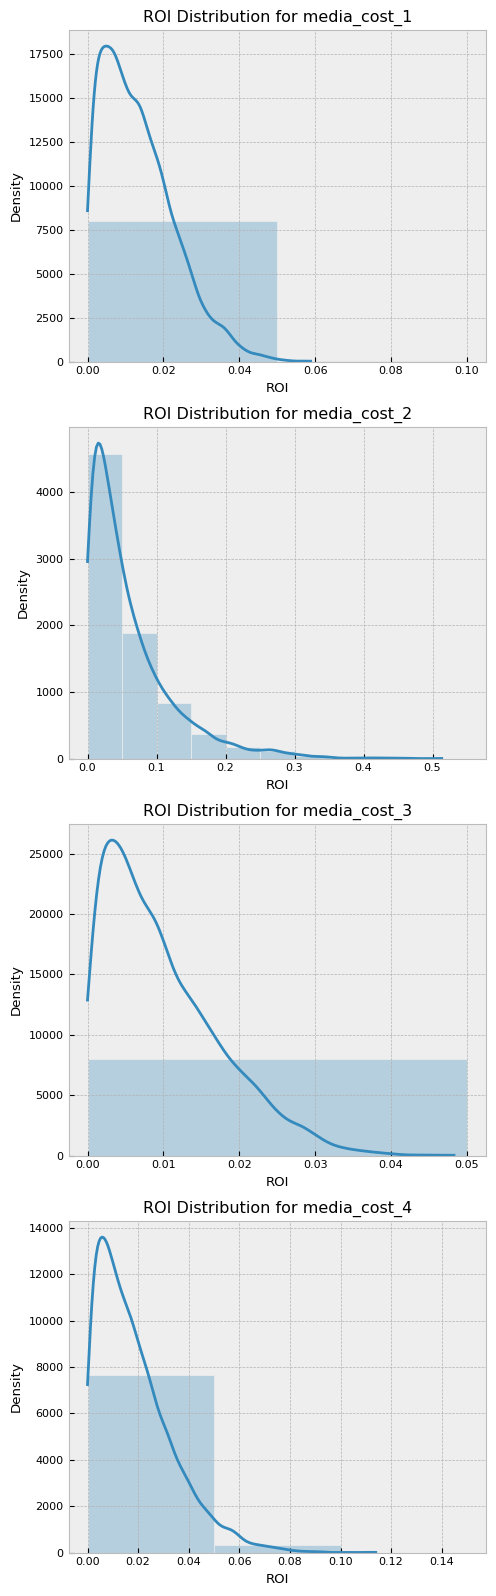 ROI Distribution for media_cost_1
17500
15000
12500
10000
7500
5000
2500
0
Density
0.00 0.02 0.04 0.06 0.08 0.10
ROI
ROI Distribution for media_cost_2
4000
3000
2000
1000
0
Density
0.0 0.1 0.2 0.3 0.4 0.5
ROI
ROI Distribution for media_cost_3
25000
20000
15000
10000
5000
0
Density
0.00 0.01 0.02 0.03 0.04 0.05
ROI
ROI Distribution for media_cost_4
14000
12000
10000
8000
6000
4000
2000
0
Density
0.00 0.02 0.04 0.06 0.08 0.10 0.12 0.14
ROI